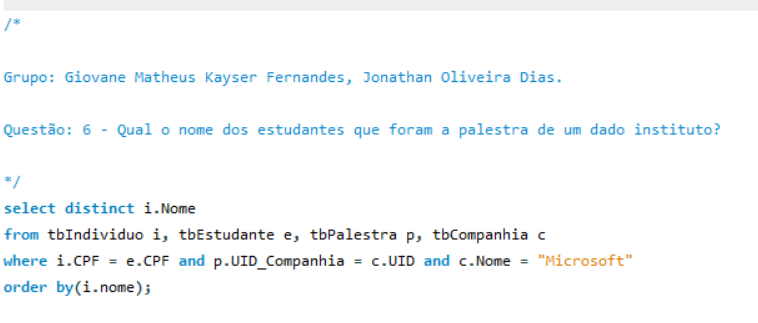 /*
Grupo: Giovane Matheus Kayser Fernandes, Jonathan Oliveira Dias.
Questão: 6 - Qual o nome dos estudantes que foram a palestra de um dado instituto?
*/
select distinct i.Nome
from tbIndividuo i, tbEstudante e, tbPalestra p, tbCompanhia c
where i.CPF = e.CPF and p.UID_Companhia = c.UID and c.Nome = "Microsoft"
order by(i.nome);